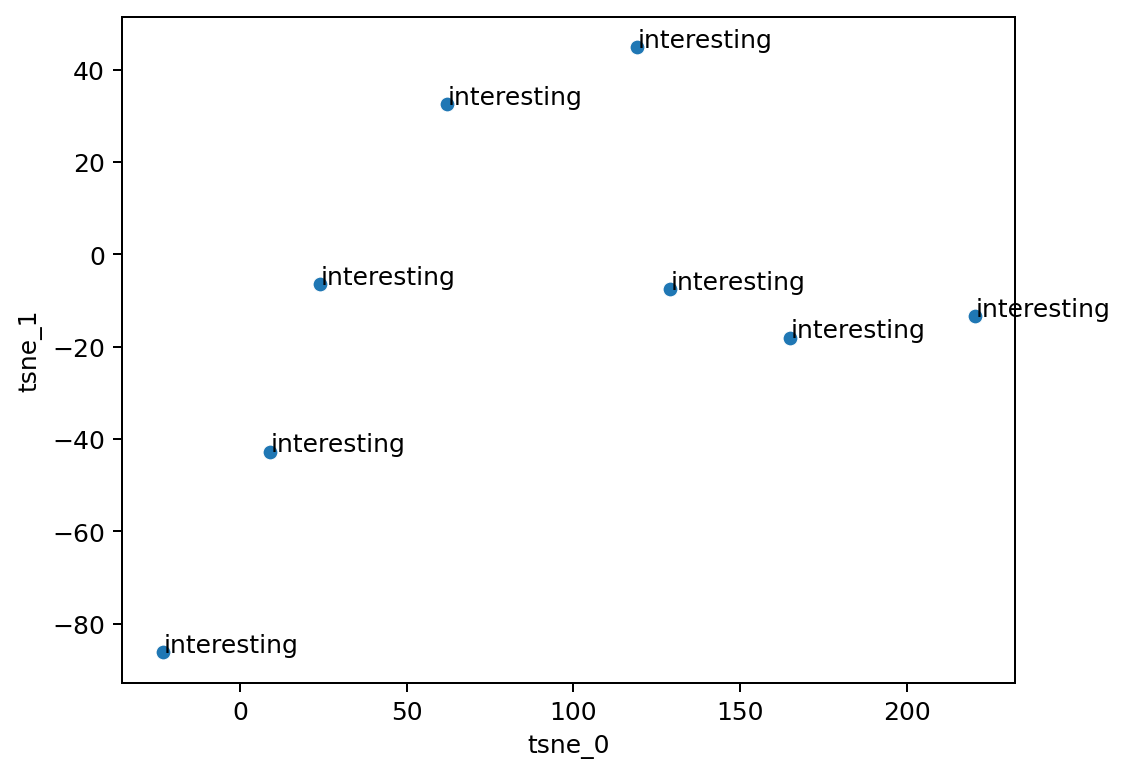 interesting
40
interesting
20
0
interesting
interesting
interesting
interesting
−20
tsne_1
−40
interesting
−60
−80
interesting
0 50 100 150 200
tsne_0